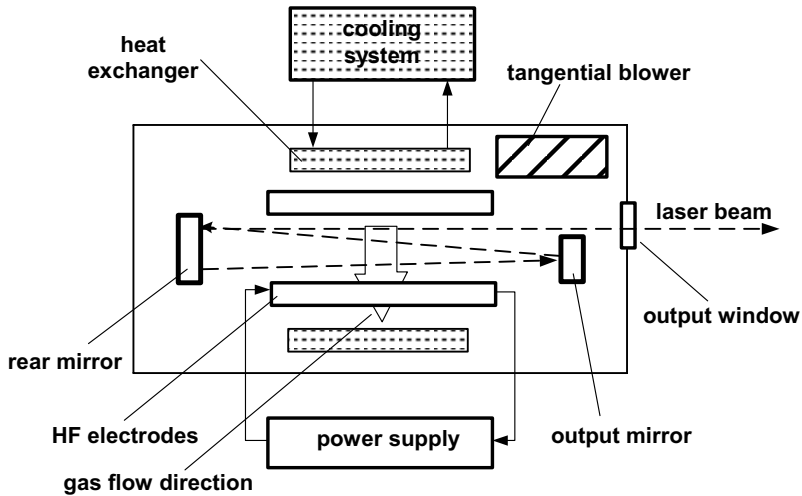 cooling
system
heat
exchanger
tangential blower
laser beam
output window
rear mirror
HF electrodes
power supply
output mirror
gas flow direction